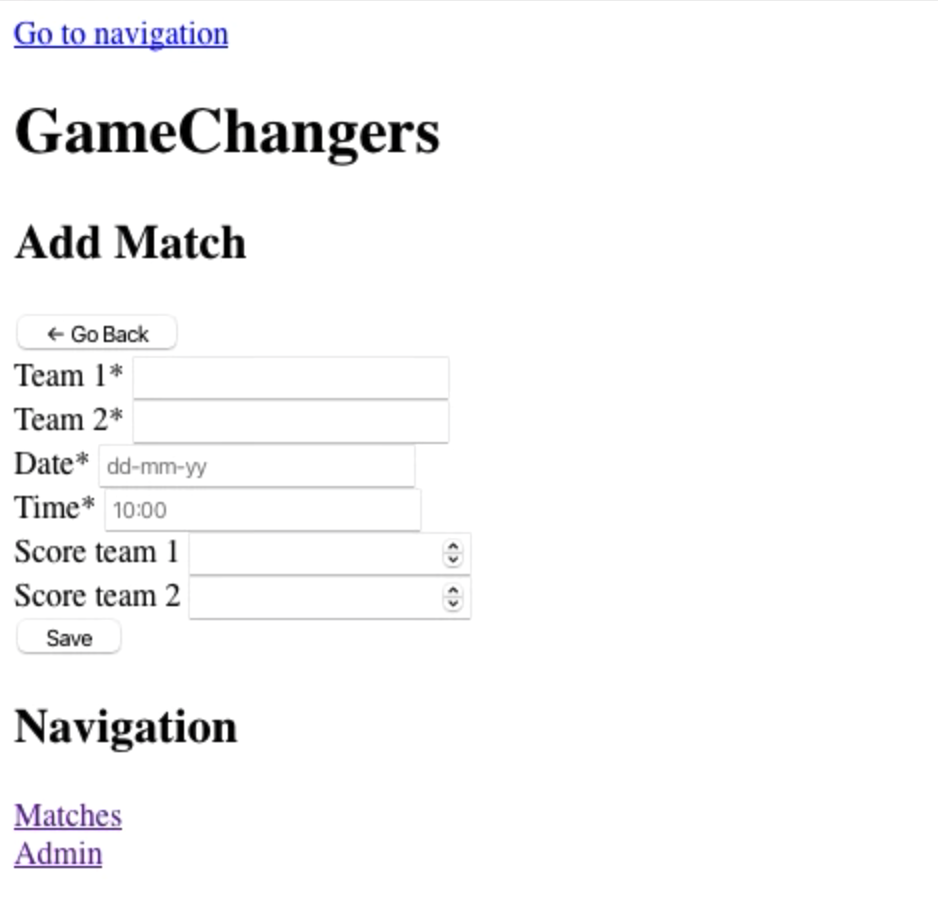 Go to navigation
GameChangers
Add Match
← Go Back
Team 1*
Team 2*
Date* dd-mm-yy
Time* 10:00
Score team 1
Score team 2
Save
Navigation
Matches
Admin